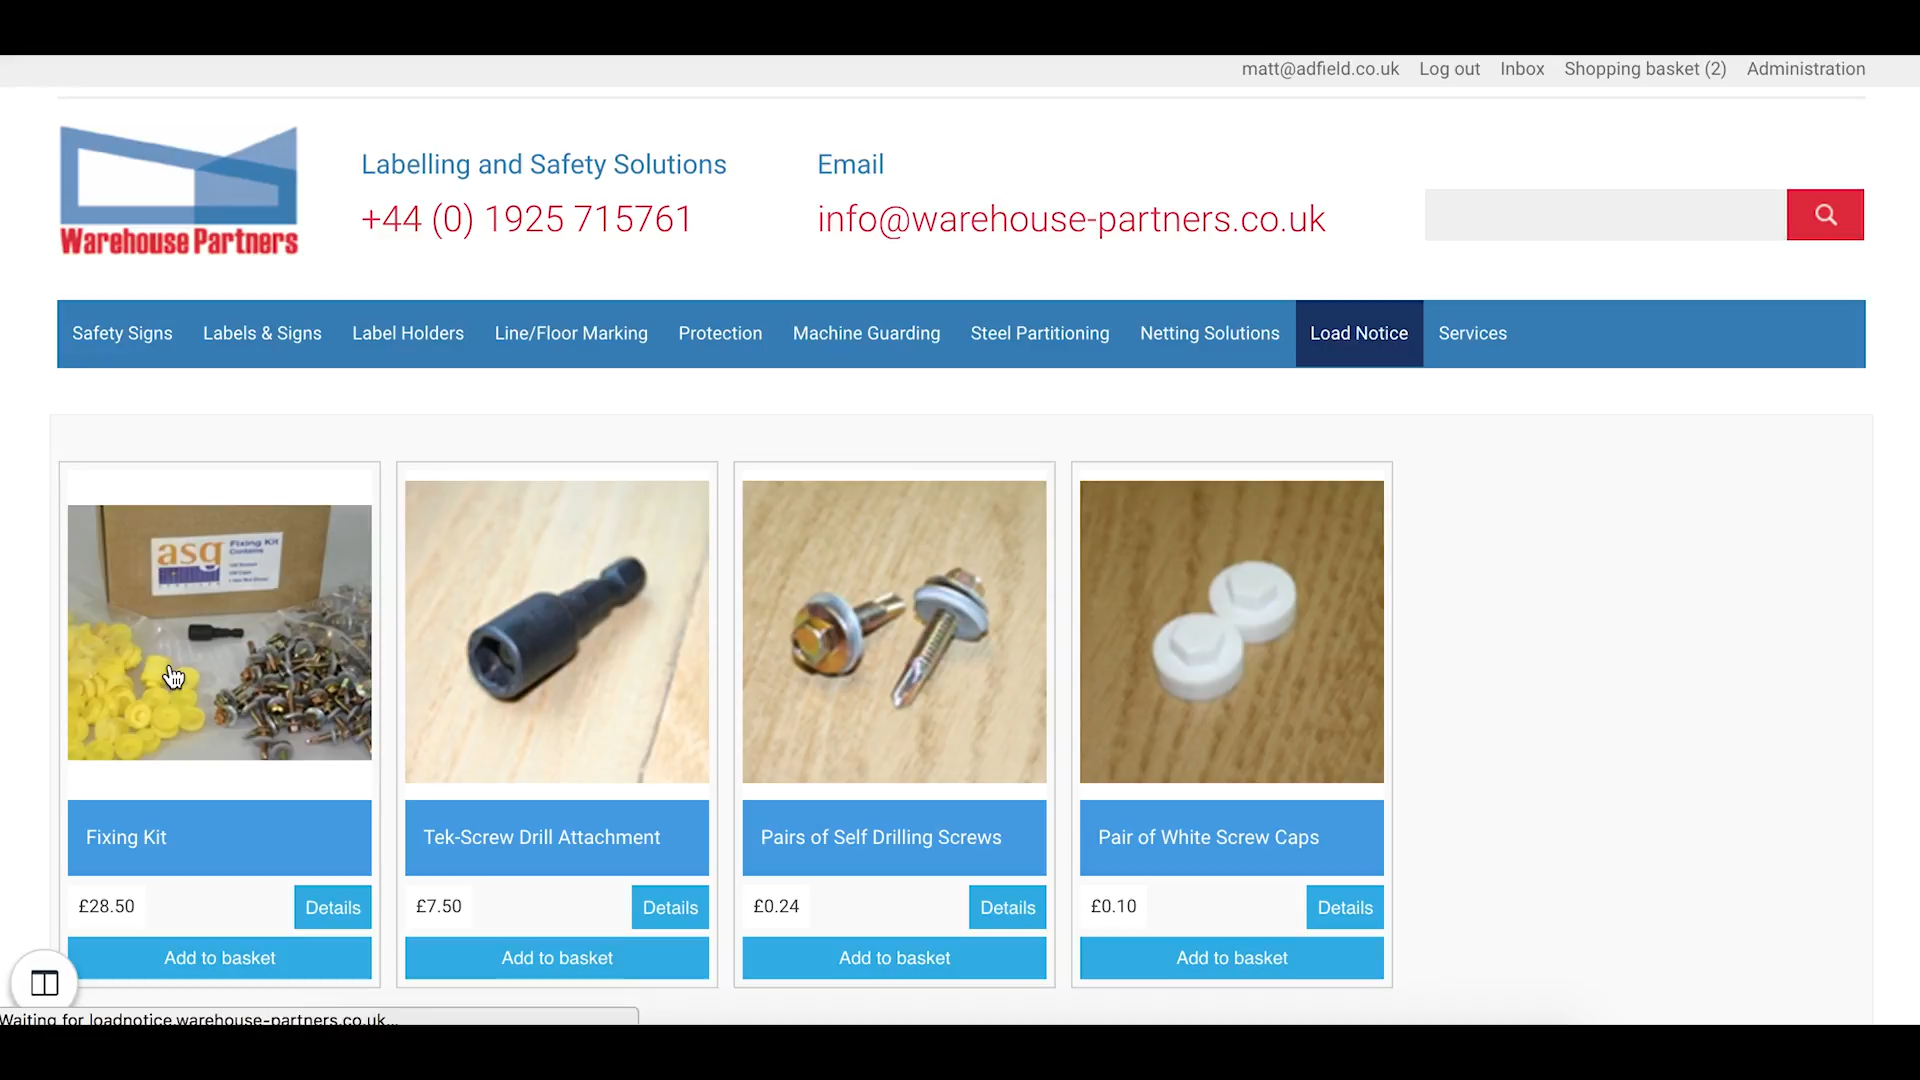 matt@adfield.co.uk Log out Inbox Shopping basket (2) Administration
Labelling and Safety Solutions
Email
+44 (0) 1925 715761
info@warehouse-partners.co.uk
Warehouse Partners
Safety Signs Labels & Signs Label Holders Line/Floor Marking Protection Machine Guarding Steel Partitioning Netting Solutions Load Notice Services
asg
Fixing Kit
Contains
Fixing Kit
Tek-Screw Drill Attachment
Pairs of Self Drilling Screws
Pair of White Screw Caps
£28.50 Details
£7.50 Details
£0.24 Details
£0.10 Details
Add to basket
Add to basket
Add to basket
Add to basket
Waiting for loadnotice.warehouse-partners.co.uk...